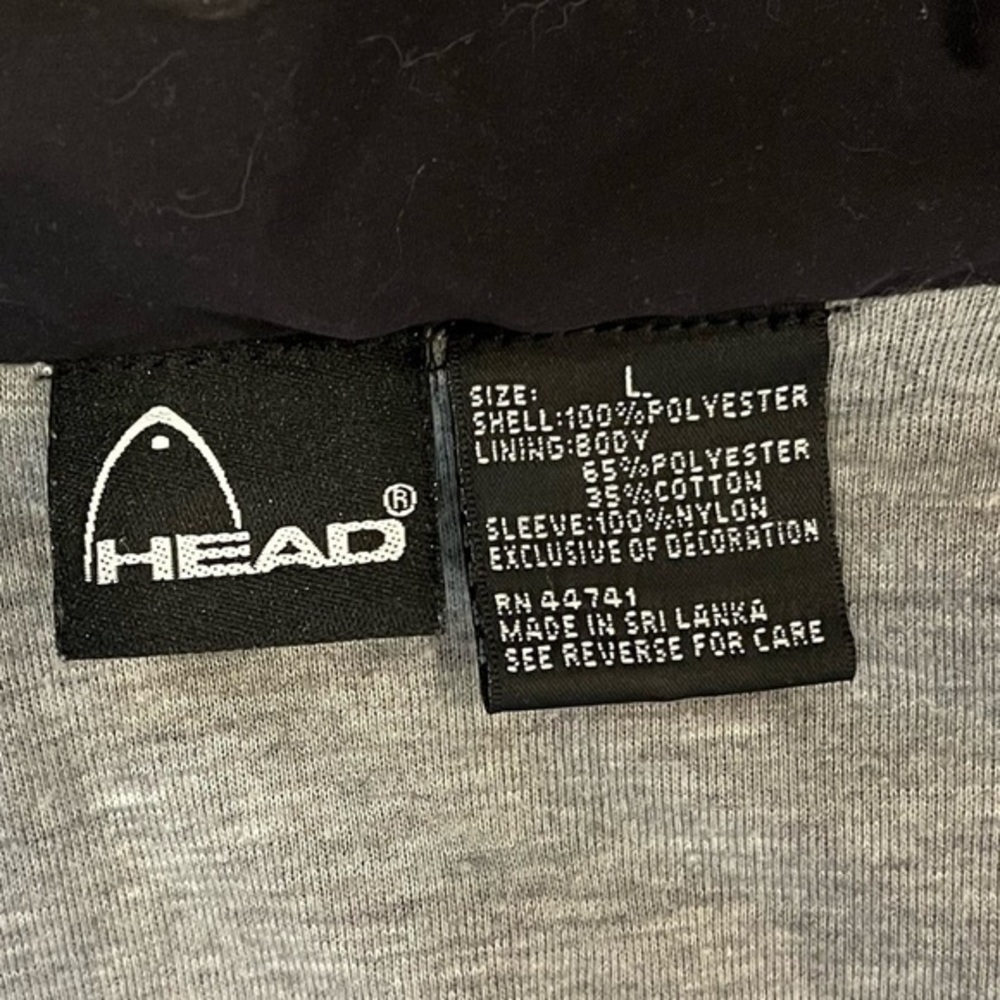 HEAD®
SIZE: L
SHELL:100%POLYESTER
LINING:BODY
65%POLYESTER
35%COTTON
SLEEVE:100%NYLON
EXCLUSIVE OF DECORATION
RN 44741
MADE IN SRI LANKA
SEE REVERSE FOR CARE